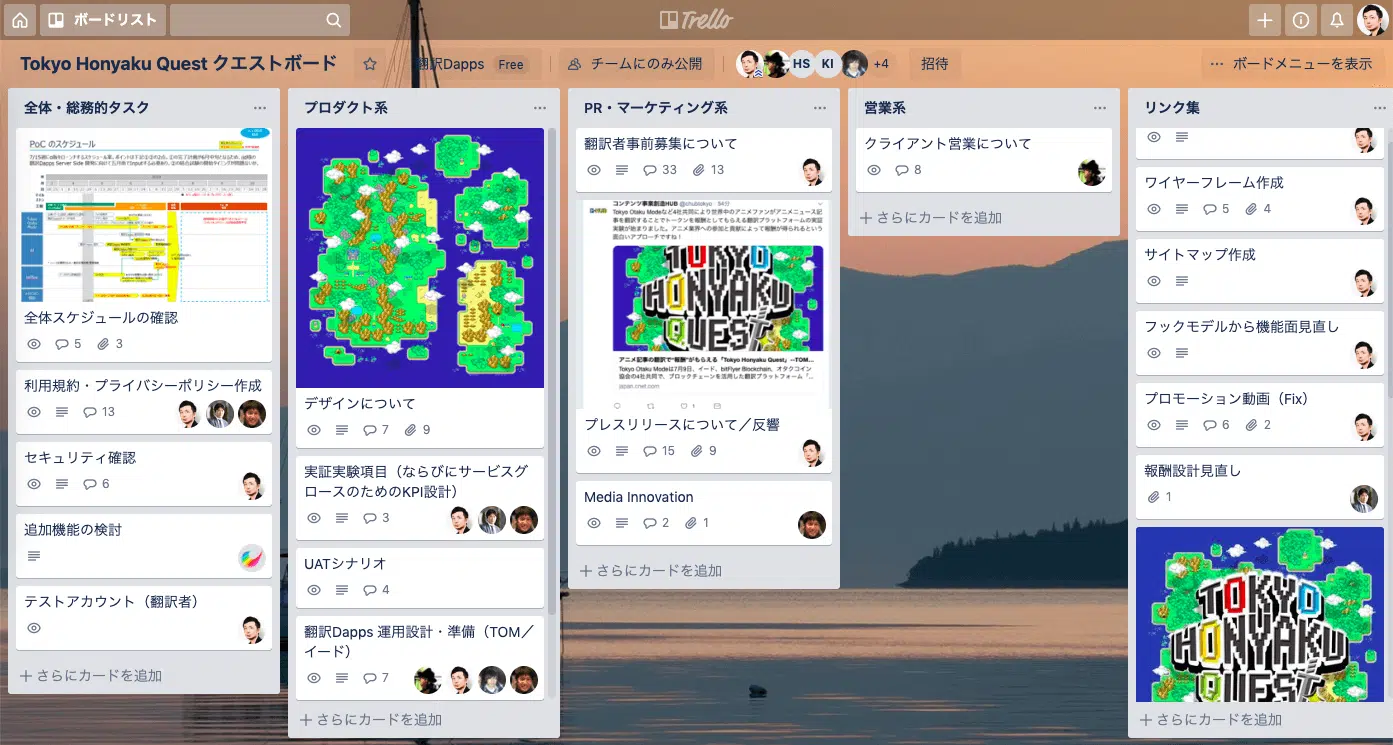 ボードリスト
Trello
Tokyo Honyaku Quest クエストボード
翻訳Dapps
Free
チームにのみ公開
HS
KI
+4
招待
ボードメニューを表示
全体・総務的タスク
PoC のスケジュール
全体スケジュールの確認
5
3
利用規約・プライバシーポリシー作成
13
セキュリティ確認
6
追加機能の検討
テストアカウント（翻訳者）
さらにカードを追加
プロダクト系
デザインについて
7
9
実証実験項目（ならびにサービスグ
ロースのためのKPI設計）
3
UATシナリオ
4
翻訳Dapps 運用設計・準備（TOM／
イード）
7
さらにカードを追加
PR・マーケティング系
翻訳者事前募集について
33
13
コンテンツ事業創造HUB @chubiokyo 54分
Tokyo Otaku Modeなど4社共同により世界中のアニメファンがアニメニュース記
事を翻訳することでトークンを報酬としてもらえる翻訳プラットフォームの実証
実験が始まりました。アニメ業界への参加と貢献によって報酬が得られるという
面白いアプローチですね！
TOKYO
HONYAKU
QUEST
アニメ記事の翻訳で“報酬”がもらえる「Tokyo Honyaku Quest」--TOM...
Tokyo Otaku Modeは7月9日、イード、bitFlyer Blockchain、オタクコイン
協会の4社共同で、ブロックチェーンを活用した翻訳プラットフォーム「...
japan.cnet.com
プレスリリースについて／反響
15
9
Media Innovation
2
1
さらにカードを追加
営業系
クライアント営業について
8
さらにカードを追加
リンク集
ワイヤーフレーム作成
5
4
サイトマップ作成
フックモデルから機能面見直し
プロモーション動画（Fix）
6
2
報酬設計見直し
1
TOKYO
HONYAKU
QUEST
さらにカードを追加